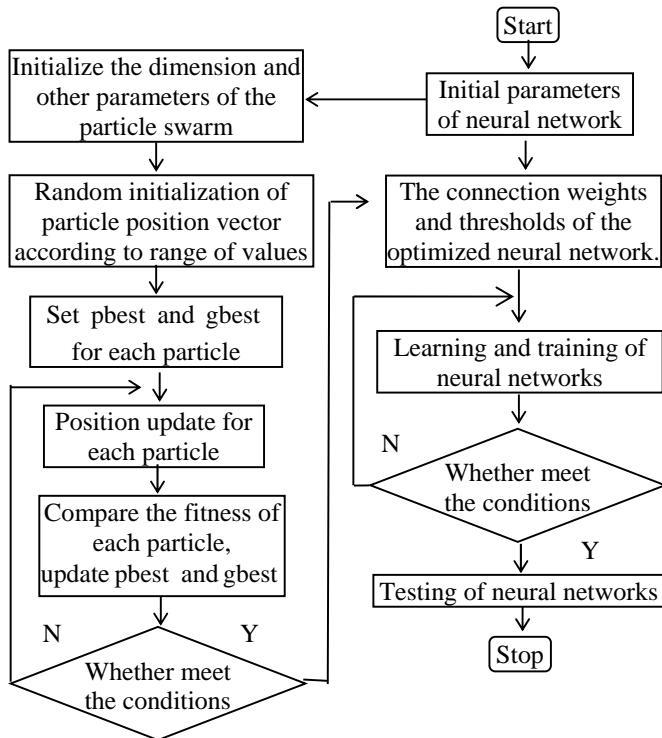 Start
Initial parameters
of neural network
Initialize the dimension and
other parameters of the
particle swarm
Random initialization of
particle position vector
according to range of values
Set pbest and gbest
for each particle
Position update for
each particle
Compare the fitness of
each particle,
update pbest and gbest
N
Y
Whether meet
the conditions
The connection weights
and thresholds of the
optimized neural network.
Learning and training of
neural networks
N
Whether meet
the conditions
Y
Testing of neural networks
Stop